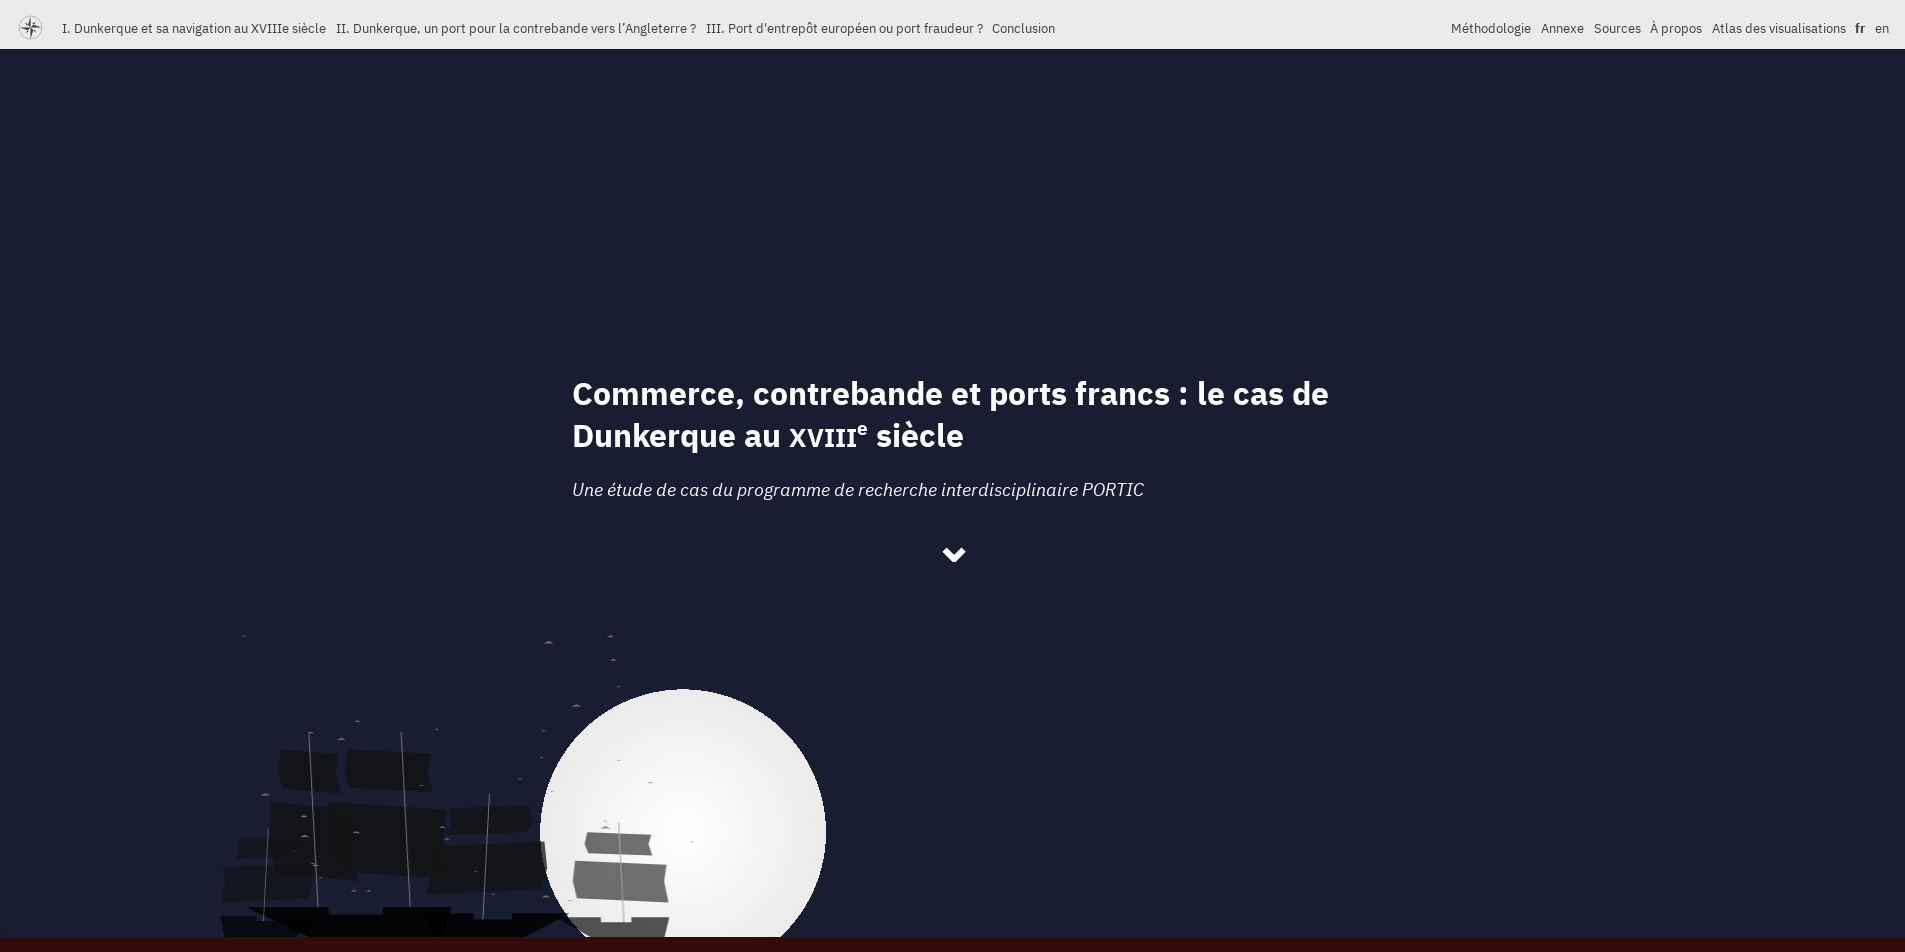 I. Dunkerque et sa navigation au XVIIIe siècle II. Dunkerque, un port pour la contrebande vers l’Angleterre ? III. Port d'entrepôt européen ou port fraudeur ? Conclusion Méthodologie Annexe Sources À propos Atlas des visualisations fr en
Commerce, contrebande et ports francs : le cas de
Dunkerque au XVIIIe siècle
Une étude de cas du programme de recherche interdisciplinaire PORTIC